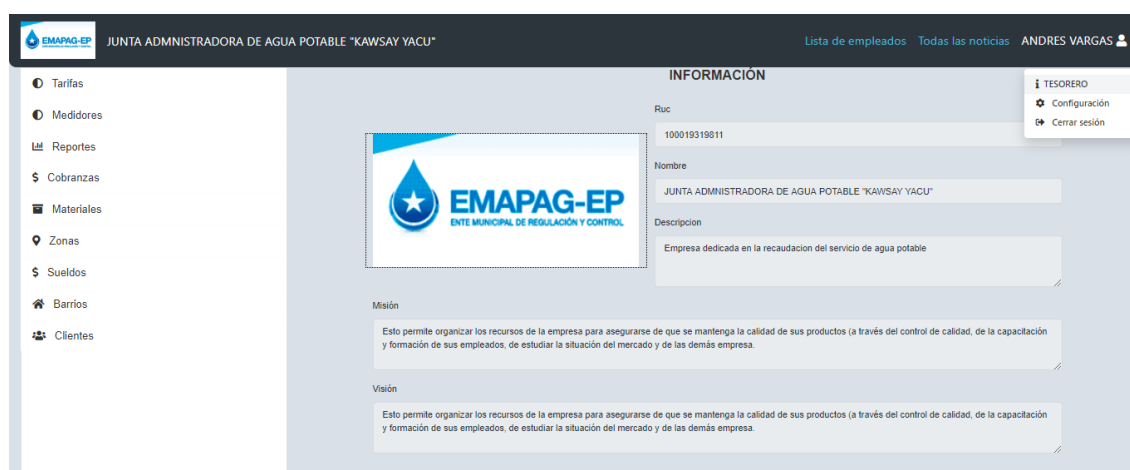 EMAPAG-EP
JUNTA ADMNISTRADORA DE AGUA POTABLE "KAWSAY YACU"
Lista de empleados
Todas las noticias
ANDRES VARGAS
TESORERO
Configuración
Cerrar sesión
Tarifas
Medidores
Reportes
Cobranzas
Materiales
Zonas
Sueldos
Barrios
Clientes
INFORMACIÓN
EMAPAG-EP
ENTE MUNICIPAL DE REGULACIÓN Y CONTROL
Ruc
100019319811
Nombre
JUNTA ADMNISTRADORA DE AGUA POTABLE "KAWSAY YACU"
Descripcion
Empresa dedicada en la recaudacion del servicio de agua potable
Misión
Esto permite organizar los recursos de la empresa para asegurarse de que se mantenga la calidad de sus productos (a través del control de calidad, de la capacitación
y formación de sus empleados, de estudiar la situación del mercado y de las demás empresa.
Visión
Esto permite organizar los recursos de la empresa para asegurarse de que se mantenga la calidad de sus productos (a través del control de calidad, de la capacitación
y formación de sus empleados, de estudiar la situación del mercado y de las demás empresa.